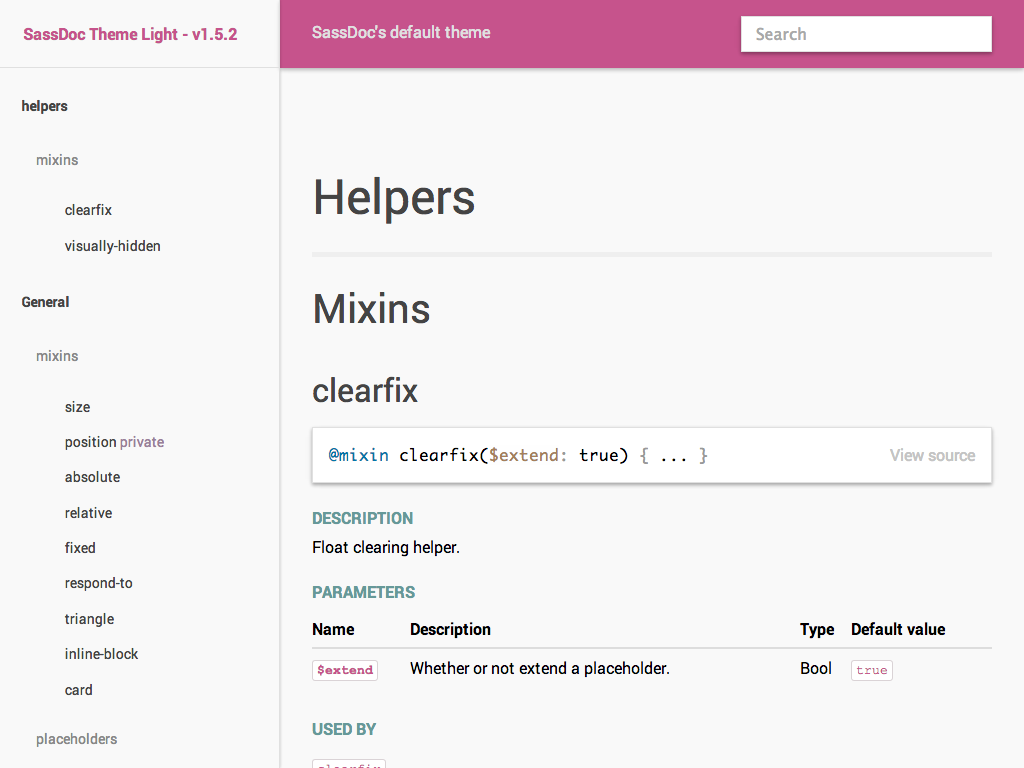 SassDoc Theme Light - v1.5.2
SassDoc's default theme
Search
helpers
mixins
clearfix
visually-hidden
General
mixins
size
position private
absolute
relative
fixed
respond-to
triangle
inline-block
card
placeholders
Helpers
Mixins
clearfix
@mixin clearfix($extend: true) { ... }
View source
DESCRIPTION
Float clearing helper.
PARAMETERS
Name Description Type Default value
$extend Whether or not extend a placeholder. Bool true
USED BY
clearfix